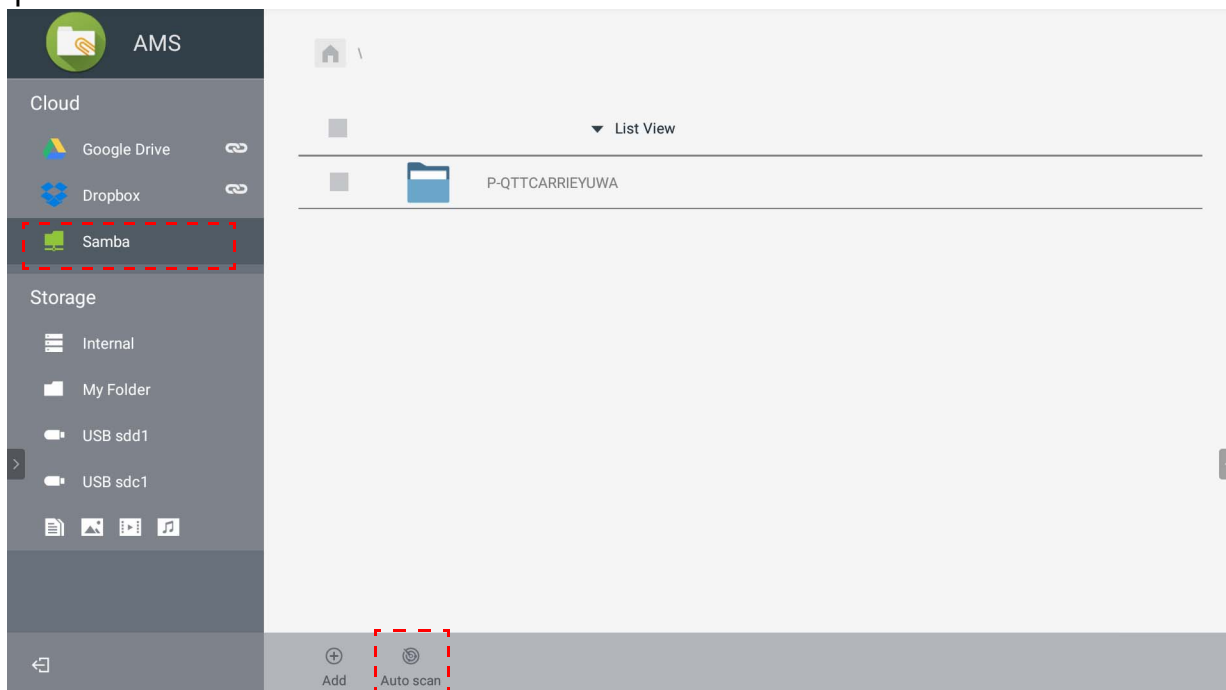 AMS
\
Cloud
List View
Google Drive
P-QTTCARRIEYUWA
Dropbox
Samba
Storage
Internal
My Folder
USB sdd1
USB sdc1
Add
Auto scan